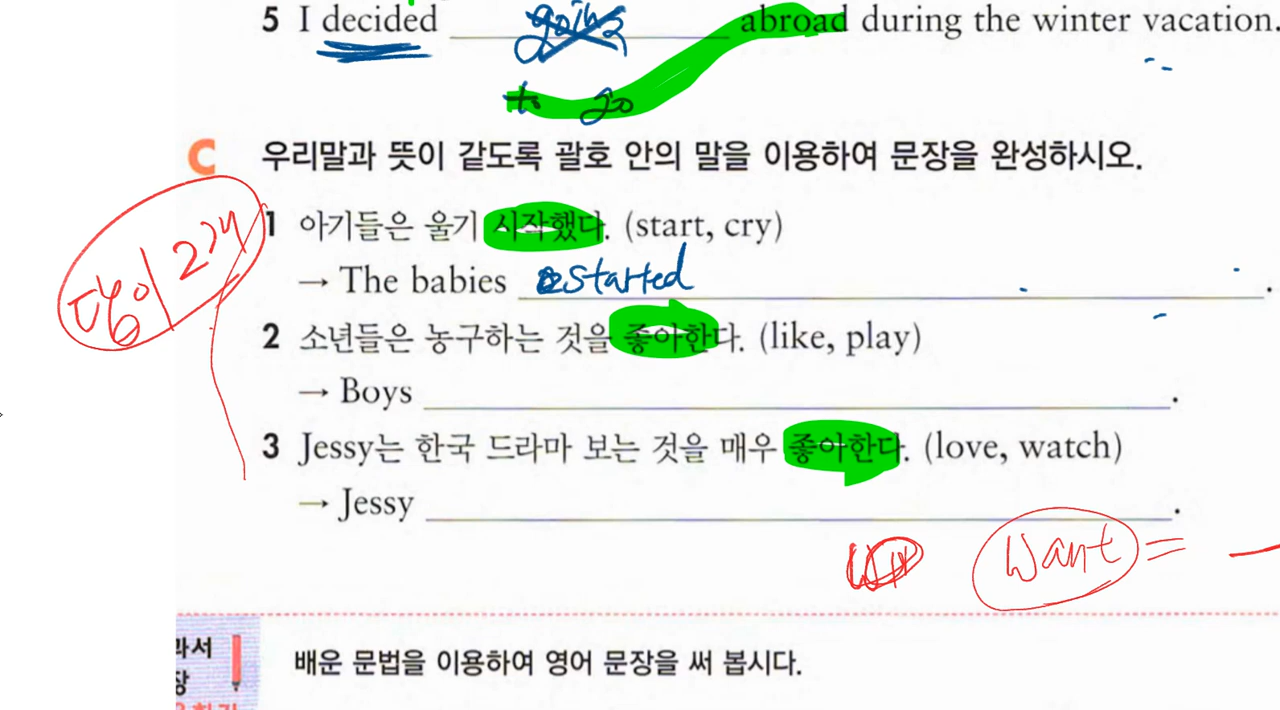 5 I decided going abroad during the winter vacation.
to go
C 우리말과 뜻이 같도록 괄호 안의 말을 이용하여 문장을 완성하시오.
답이 2개
1 아기들은 울기 시작했다. (start, cry)
→ The babies started .
2 소년들은 농구하는 것을 좋아한다. (like, play)
→ Boys .
3 Jessy는 한국 드라마 보는 것을 매우 좋아한다. (love, watch)
→ Jessy .
want =
과서
장
배운 문법을 이용하여 영어 문장을 써 봅시다.